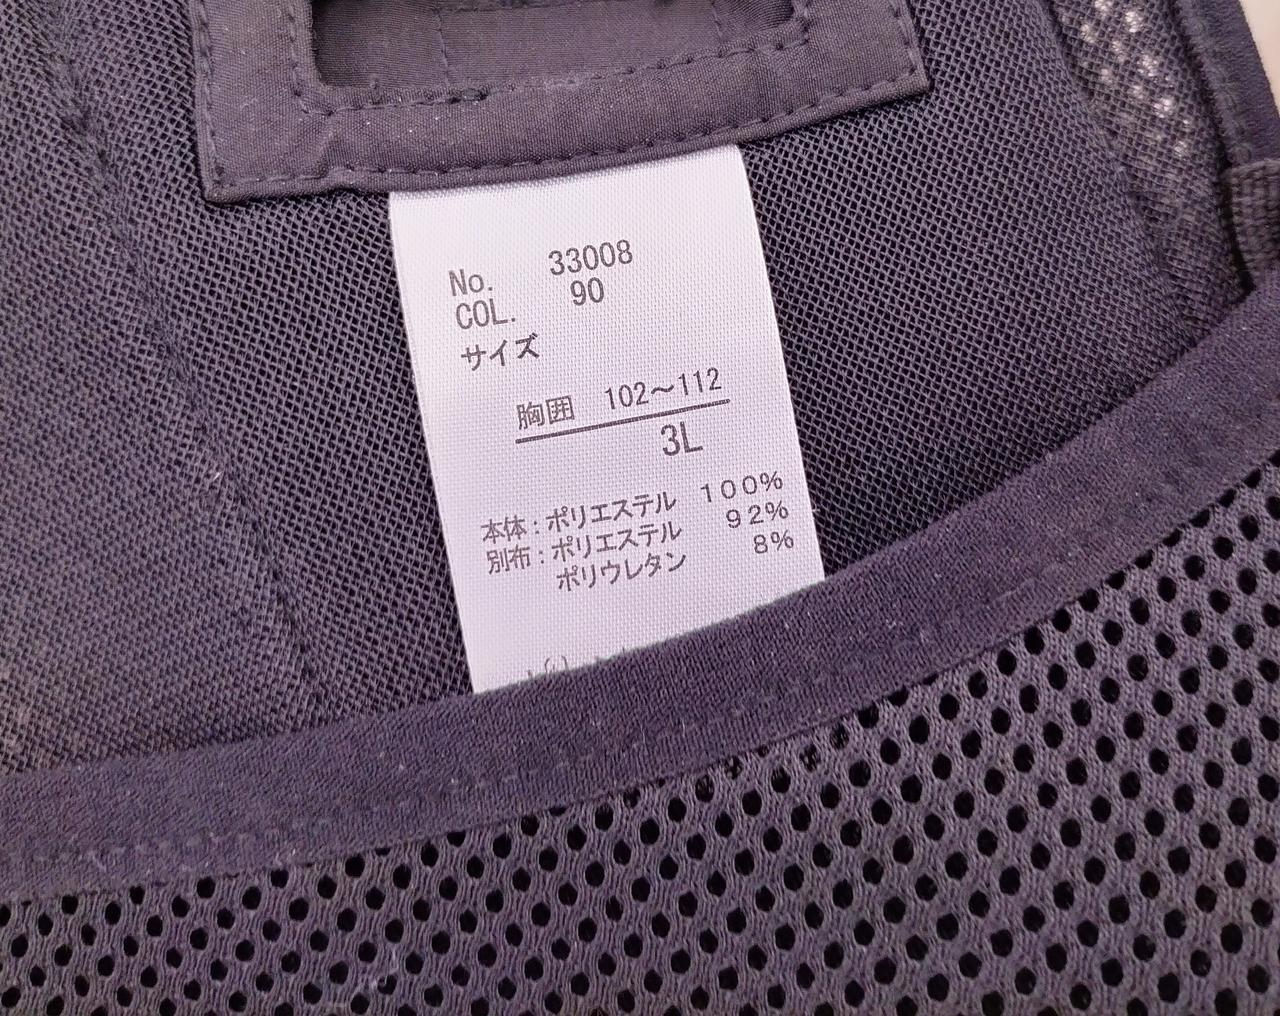 No. 33008
COL. 90
サイズ
胸囲 102～112
3L
本体：ポリエステル 100%
別布：ポリエステル 92%
ポリウレタン 8%